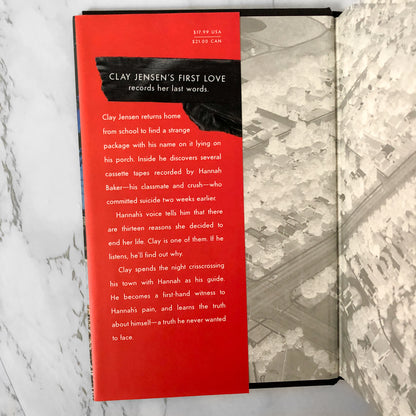 $17.99 USA
$21.00 CAN
CLAY JENSEN'S FIRST LOVE
records her last words.
Clay Jensen returns home
from school to find a strange
package with his name on it lying on
his porch. Inside he discovers several
cassette tapes recorded by Hannah
Baker—his classmate and crush—who
committed suicide two weeks earlier.
Hannah's voice tells him that there
are thirteen reasons she decided to
end her life. Clay is one of them. If he
listens, he'll find out why.
Clay spends the night crisscrossing
his town with Hannah as his guide.
He becomes a first-hand witness to
Hannah's pain, and learns the truth
about himself—a truth he never wanted
to face.